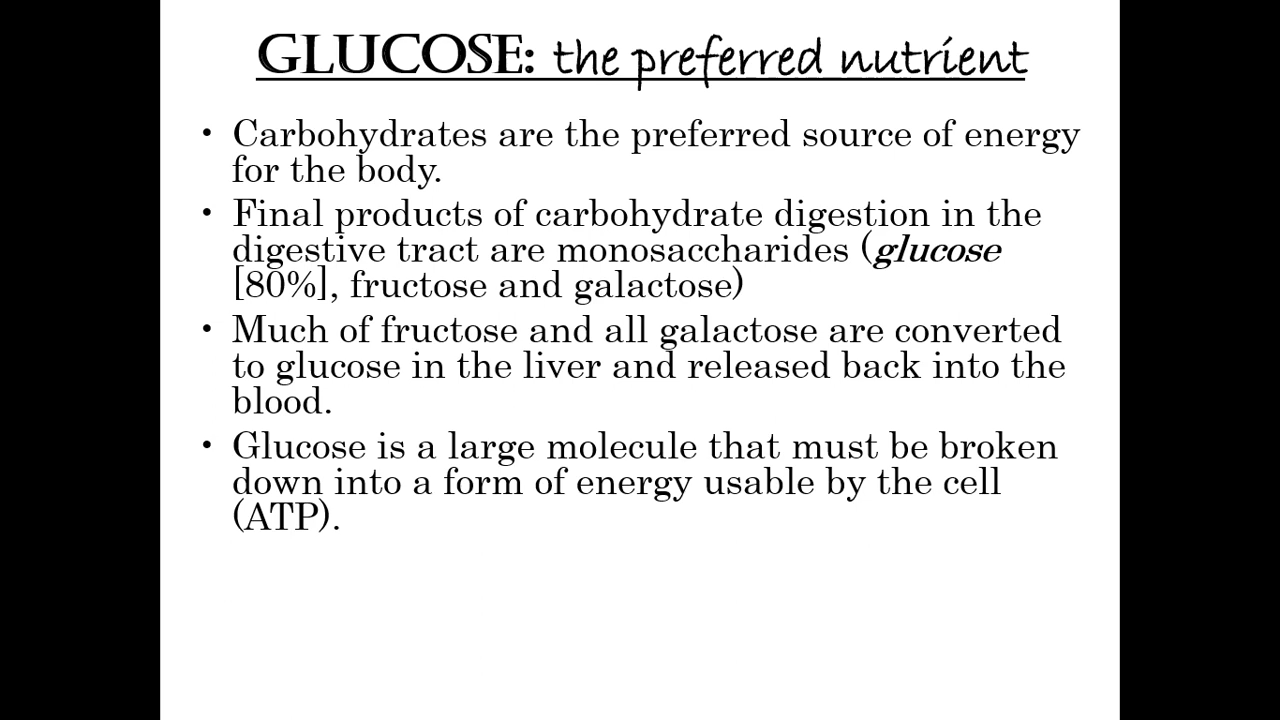 GLUCOSE: the preferred nutrient
• Carbohydrates are the preferred source of energy
for the body.
• Final products of carbohydrate digestion in the
digestive tract are monosaccharides (glucose
[80%], fructose and galactose)
• Much of fructose and all galactose are converted
to glucose in the liver and released back into the
blood.
• Glucose is a large molecule that must be broken
down into a form of energy usable by the cell
(ATP).